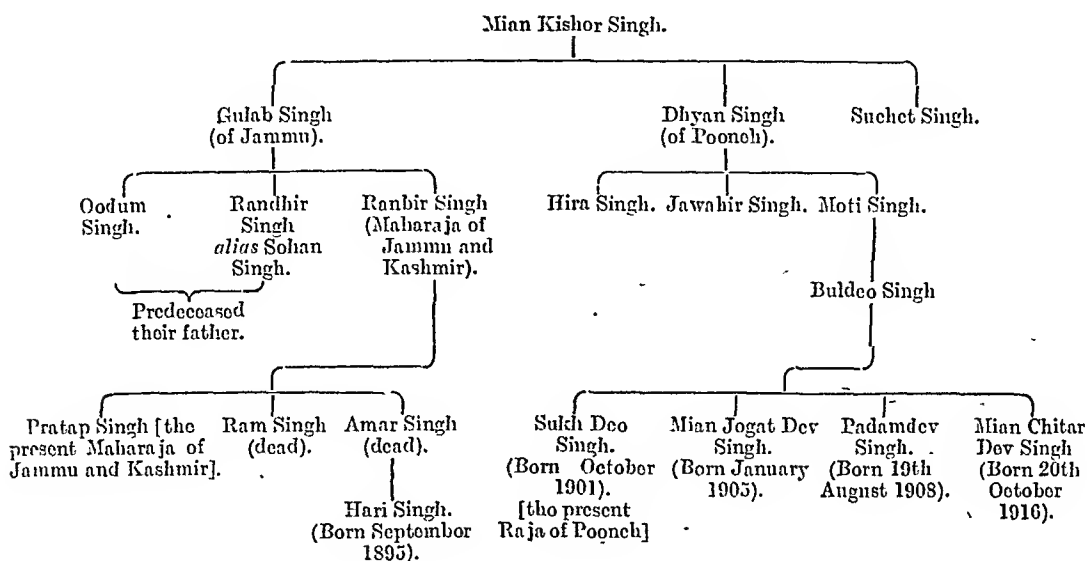 Mian Kishor Singh.
Gulab Singh
(of Jammu).
Dhyan Singh
(of Poonch).
Suchet Singh.
Oodum
Singh.
Randhir
Singh
alias Sohan
Singh.
Ranbir Singh
(Maharaja of
Jammu and
Kashmir).
Hira Singh.
Jawahir Singh.
Moti Singh.
Predeceased
their father.
Buldeo Singh
Pratap Singh [the
present Maharaja of
Jammu and Kashmir].
Ram Singh
(dead).
Amar Singh
(dead).
Sukh Deo
Singh.
(Born October
1901).
[the present
Raja of Poonch]
Mian Jogat Dev
Singh.
(Born January
1905).
Padamdev
Singh.
(Born 19th
August 1908).
Mian Chitar
Dev Singh
(Born 20th
October
1916).
Hari Singh.
(Born September
1895).